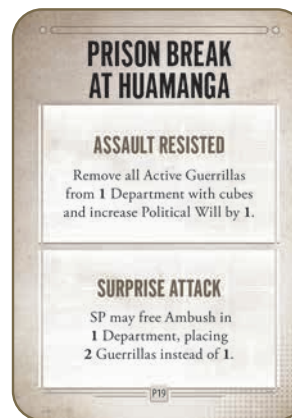 PRISON BREAK
AT HUAMANGA
ASSAULT RESISTED
Remove all Active Guerrillas
from 1 Department with cubes
and increase Political Will by 1.
SURPRISE ATTACK
SP may free Ambush in
1 Department, placing
2 Guerrillas instead of 1.
P19